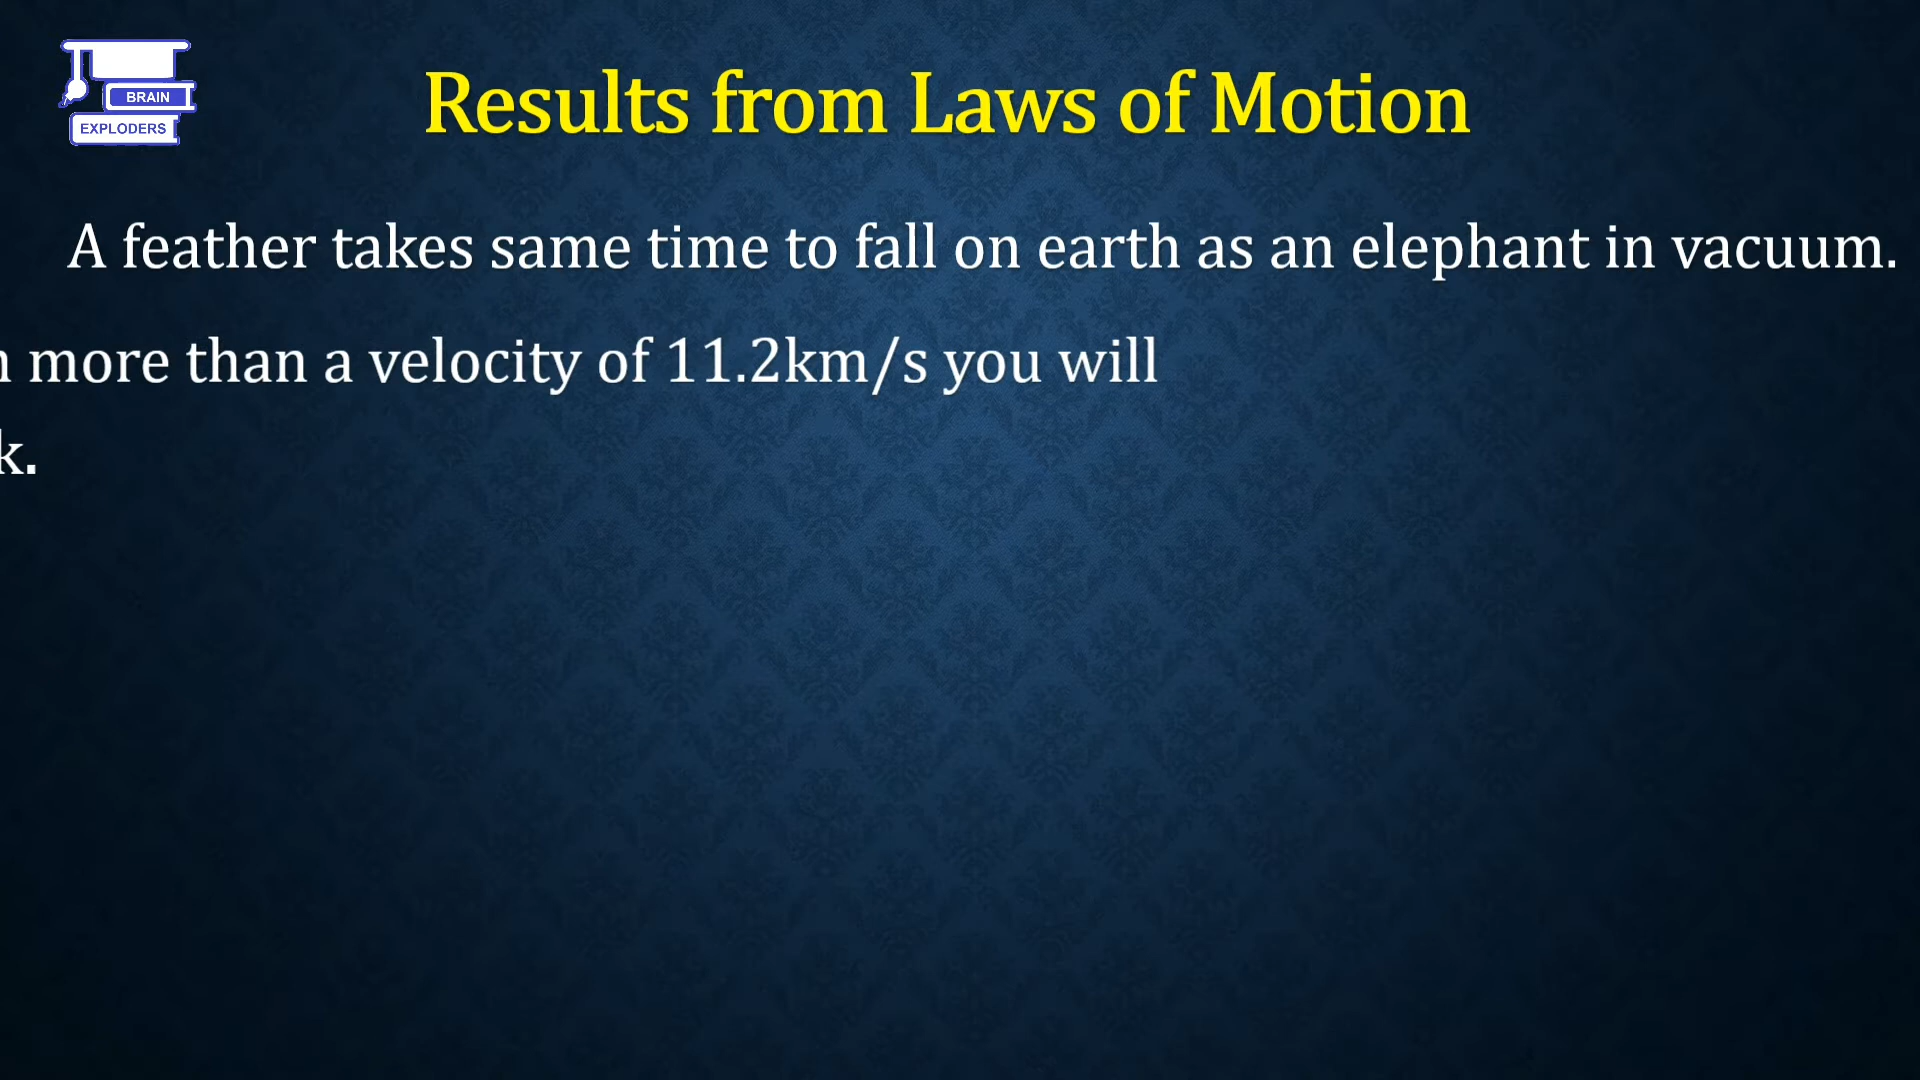 BRAIN
EXPLODERS
Results from Laws of Motion
A feather takes same time to fall on earth as an elephant in vacuum.
more than a velocity of 11.2km/s you will
k.